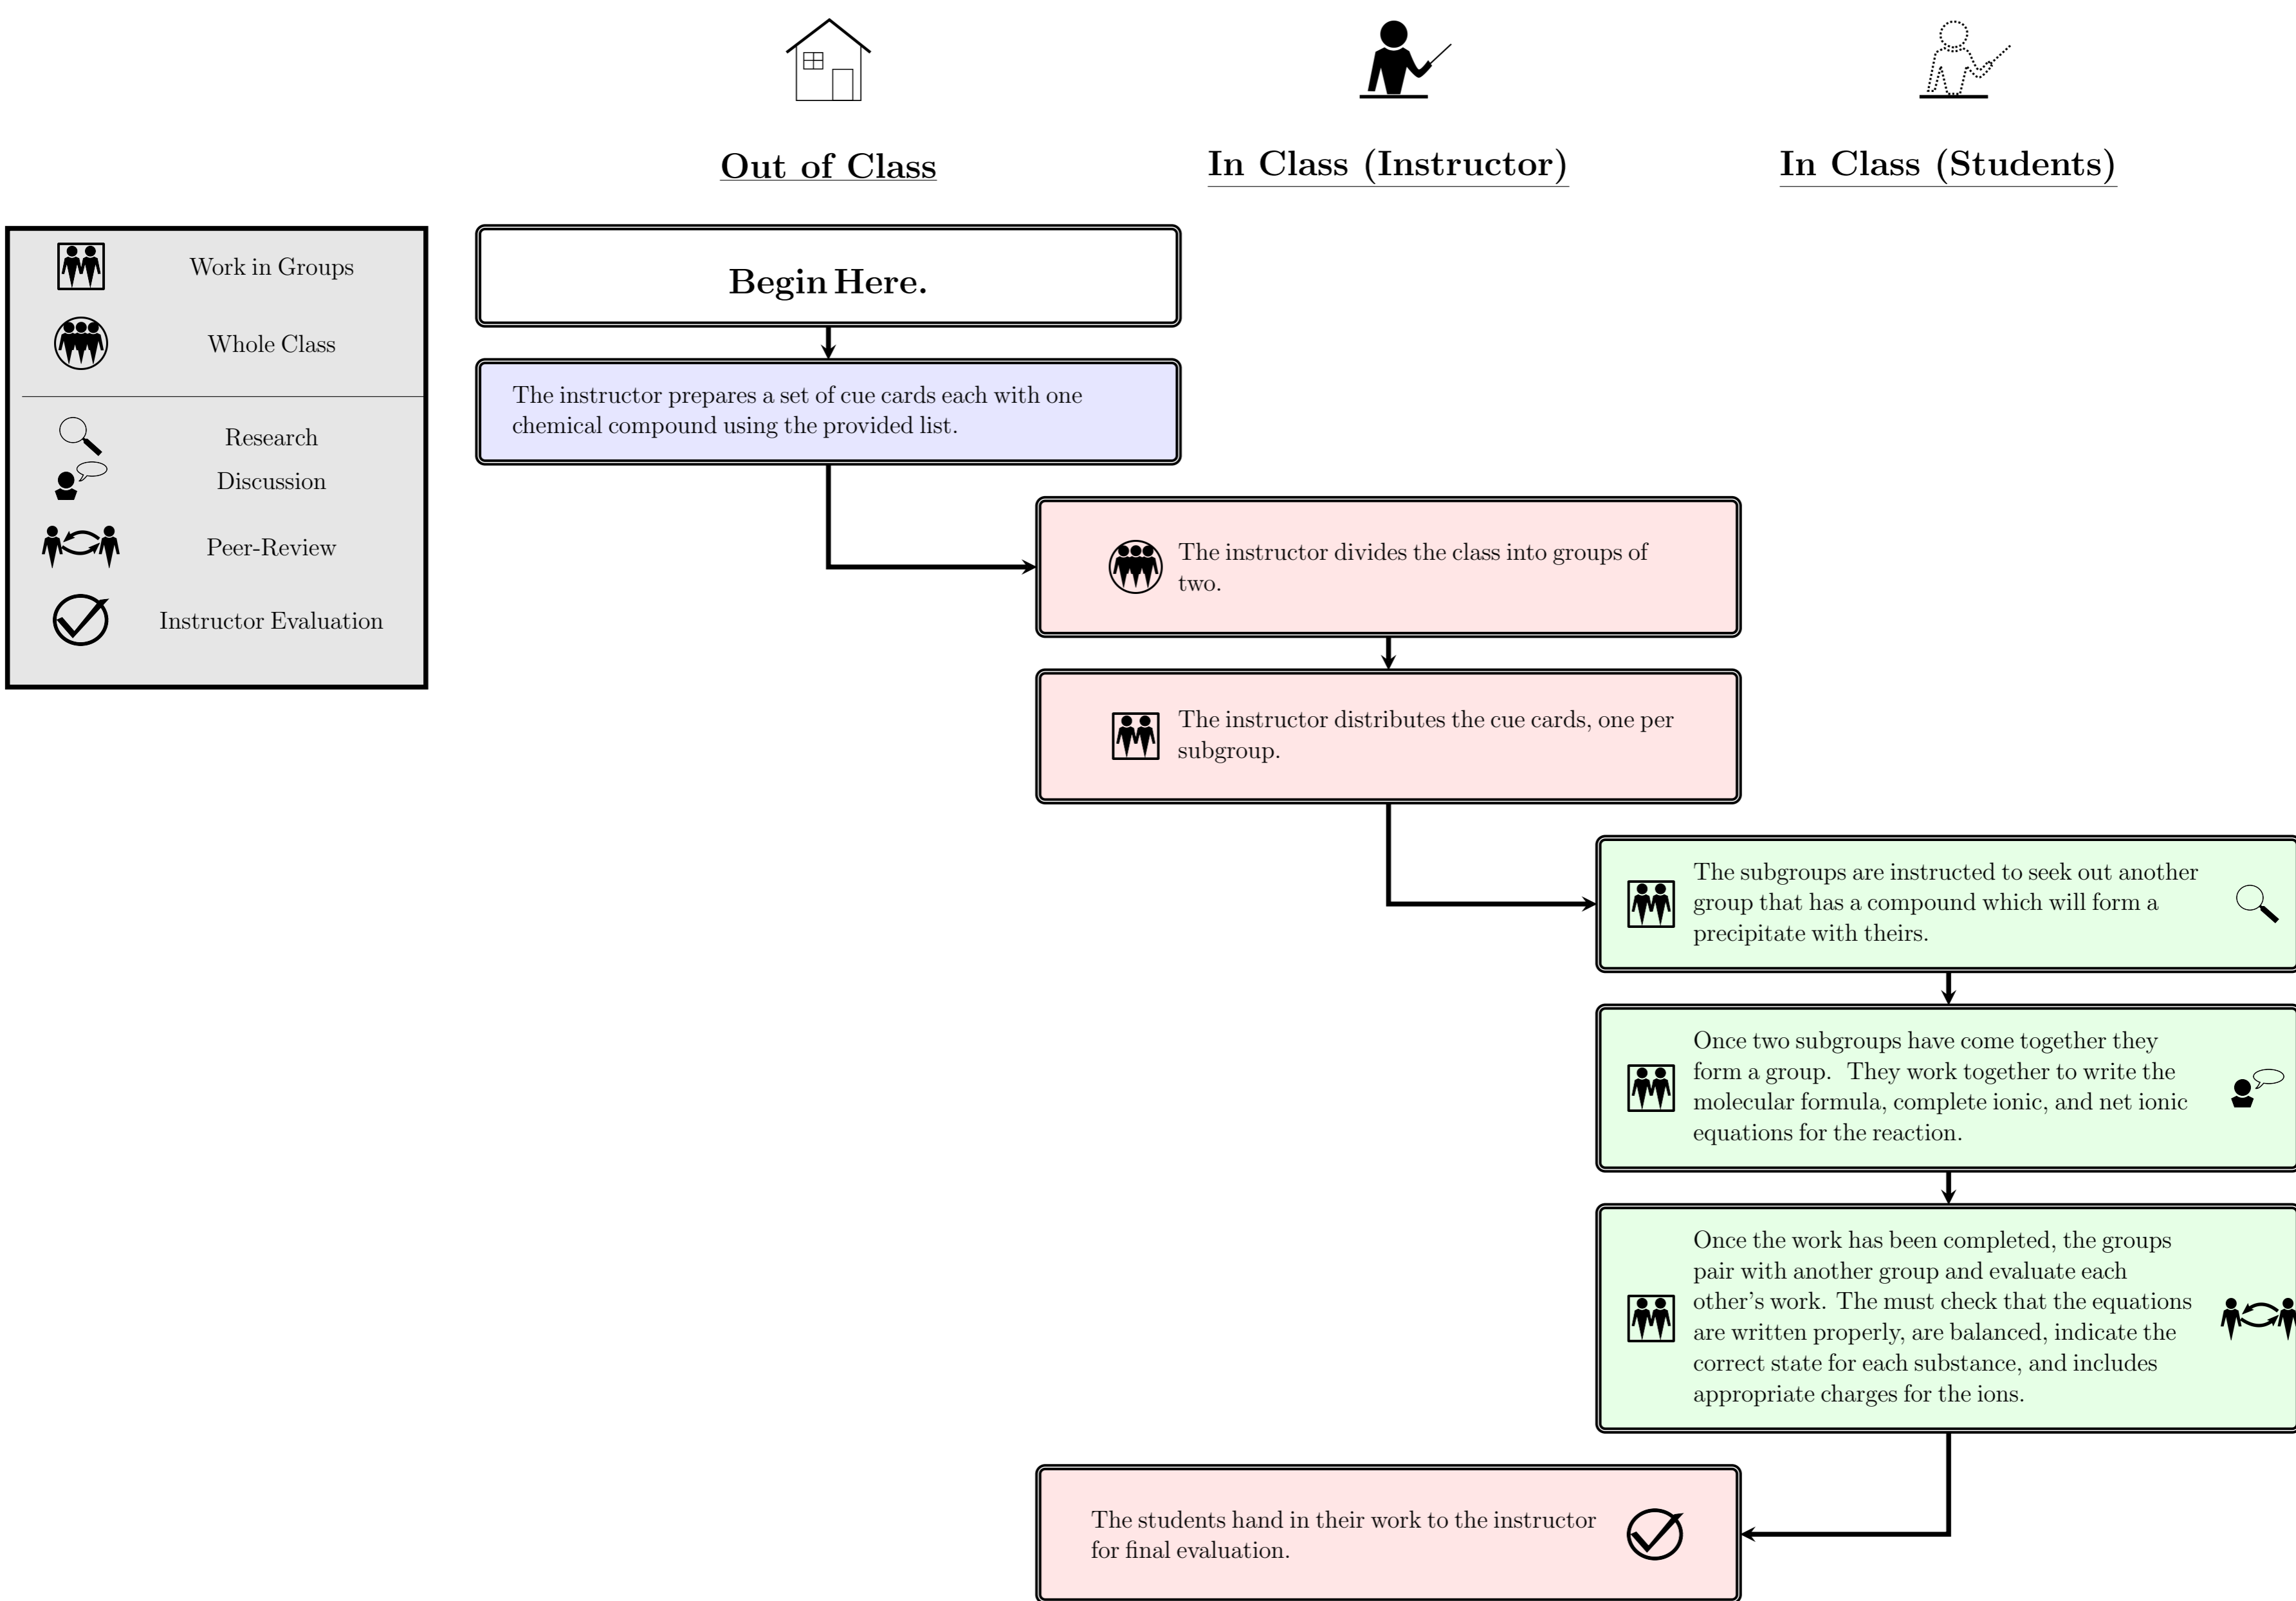 Out of Class
In Class (Instructor)
In Class (Students)
Work in Groups
Whole Class
Research
Discussion
Peer-Review
Instructor Evaluation
Begin Here.
The instructor prepares a set of cue cards each with one
chemical compound using the provided list.
The instructor divides the class into groups of
two.
The instructor distributes the cue cards, one per
subgroup.
The subgroups are instructed to seek out another
group that has a compound which will form a
precipitate with theirs.
Once two subgroups have come together they
form a group. They work together to write the
molecular formula, complete ionic, and net ionic
equations for the reaction.
Once the work has been completed, the groups
pair with another group and evaluate each
other's work. The must check that the equations
are written properly, are balanced, indicate the
correct state for each substance, and includes
appropriate charges for the ions.
The students hand in their work to the instructor
for final evaluation.